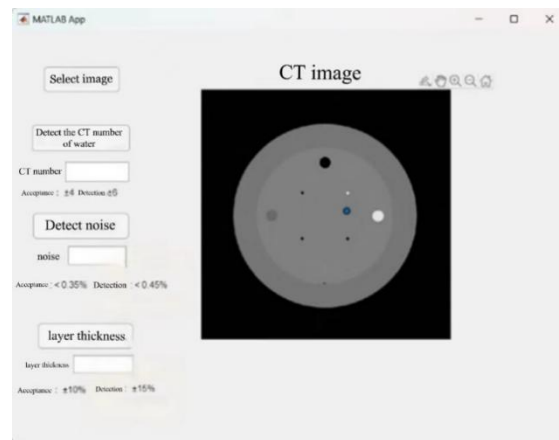 MATLAB App
CT image
Select image
Detect the CT number
of water
CT number
Acceptance : ±4 Detection ±6
Detect noise
noise
Acceptance : <0.35% Detection : <0.45%
layer thickness
layer thickness
Acceptance : ±10% Detection : ±15%